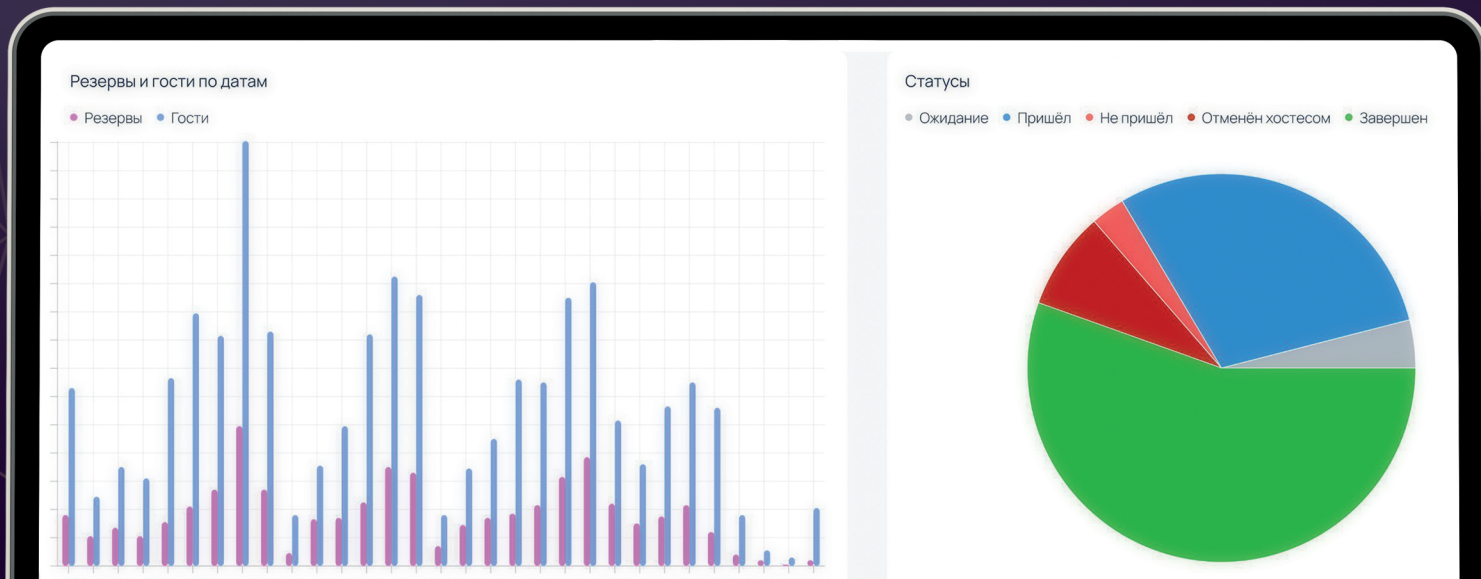 Резервы и гости по датам
Резервы Гости
Статусы
Ожидание Пришёл Не пришёл Отменён хостесом Завершен